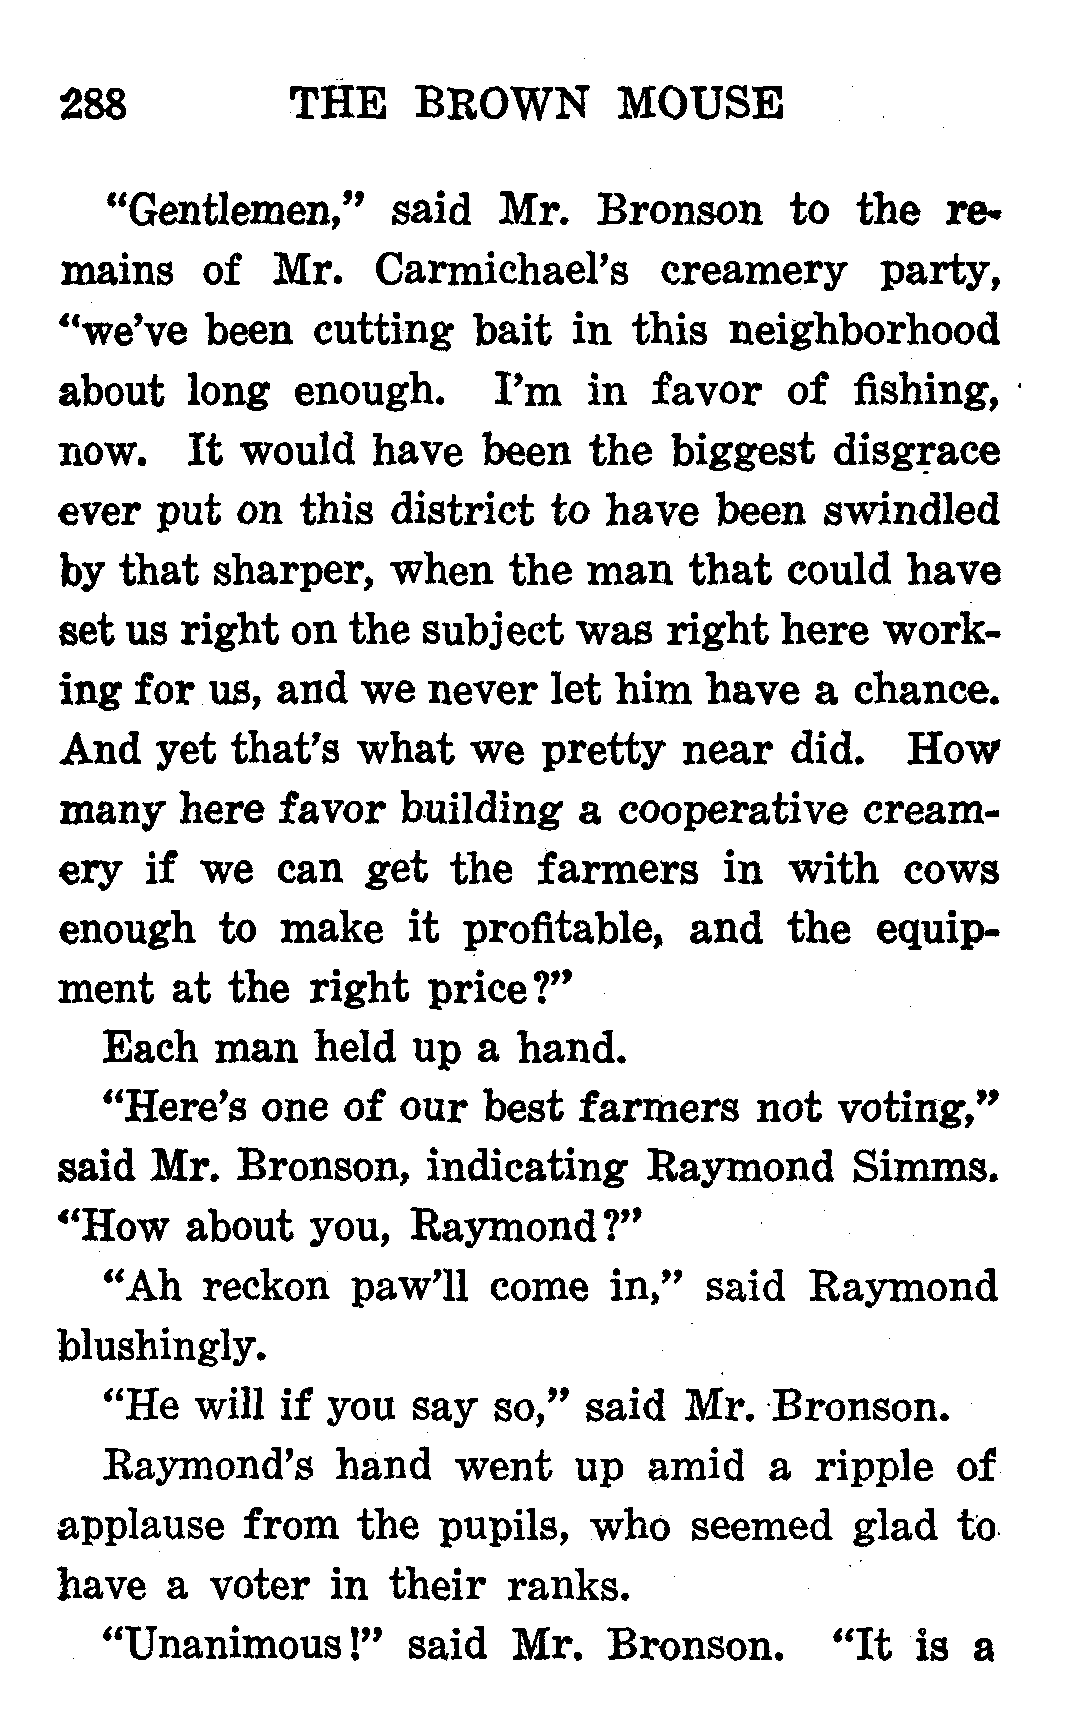 288 THE BROWN MOUSE
“Gentlemen,” said Mr. Bronson to the re-
mains of Mr. Carmichael’s creamery party,
“we’ve been cutting bait in this neighborhood
about long enough. I’m in favor of fishing,
now. It would have been the biggest disgrace
ever put on this district to have been swindled
by that sharper, when the man that could have
set us right on the subject was right here work-
ing for us, and we never let him have a chance.
And yet that’s what we pretty near did. How
many here favor building a cooperative cream-
ery if we can get the farmers in with cows
enough to make it profitable, and the equip-
ment at the right price?”
Each man held up a hand.
“Here’s one of our best farmers not voting,”
said Mr. Bronson, indicating Raymond Simms.
“How about you, Raymond?”
“Ah reckon paw’ll come in,” said Raymond
blushingly.
“He will if you say so,” said Mr. Bronson.
Raymond’s hand went up amid a ripple of
applause from the pupils, who seemed glad to
have a voter in their ranks.
“Unanimous!” said Mr. Bronson. “It is a